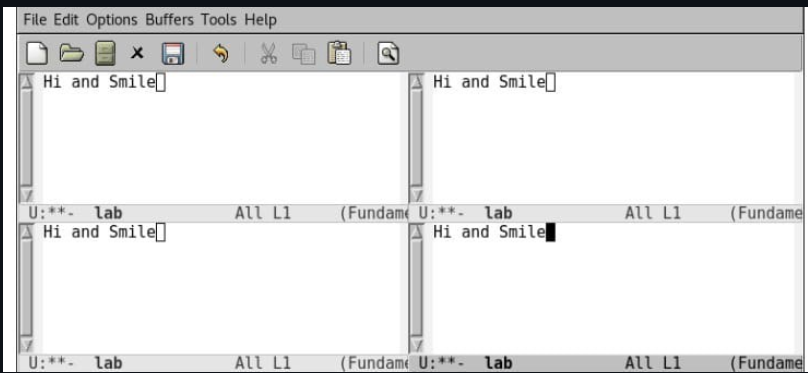 File Edit Options Buffers Tools Help
Hi and Smile
Hi and Smile
U:**- lab All L1 (Fundame
U:**- lab All L1 (Fundame
Hi and Smile
Hi and Smile
U:**- lab All L1 (Fundame
U:**- lab All L1 (Fundame